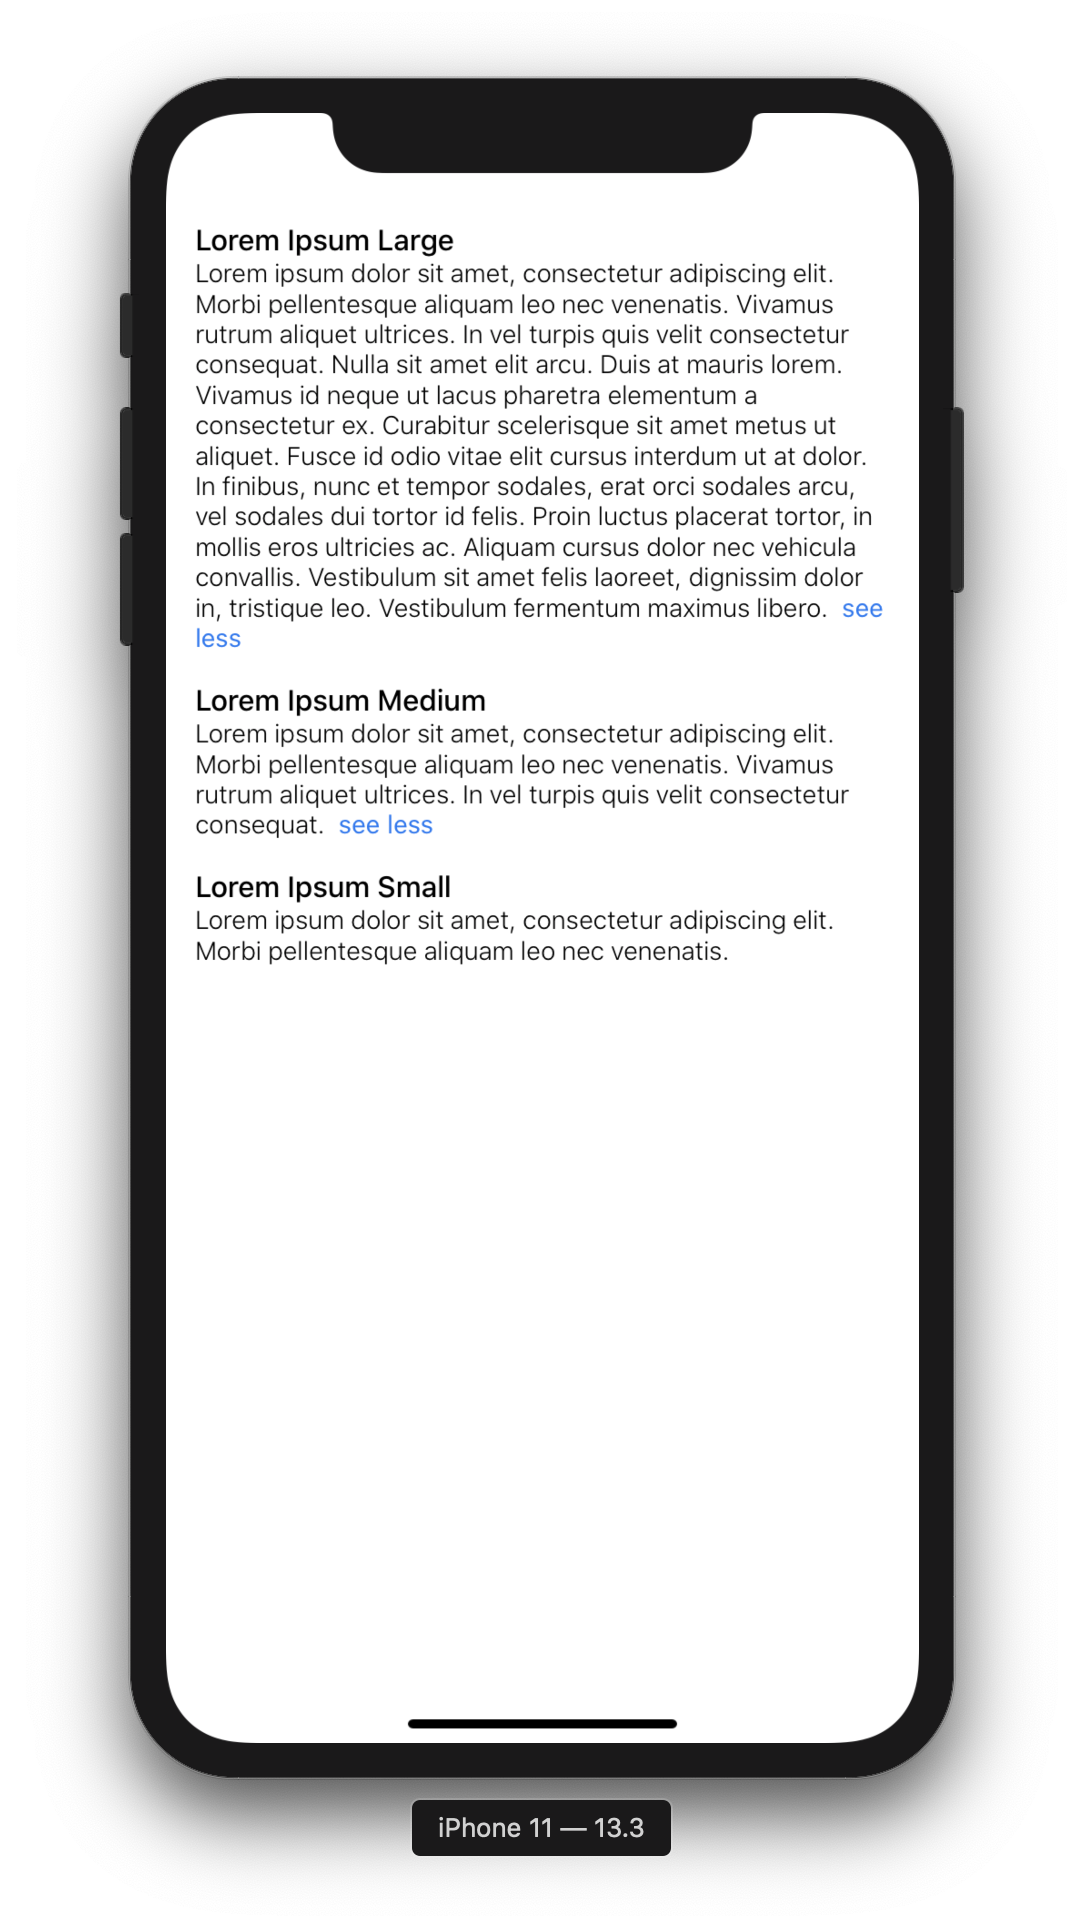 Lorem Ipsum Large
Lorem ipsum dolor sit amet, consectetur adipiscing elit.
Morbi pellentesque aliquam leo nec venenatis. Vivamus
rutrum aliquet ultrices. In vel turpis quis velit consectetur
consequat. Nulla sit amet elit arcu. Duis at mauris lorem.
Vivamus id neque ut lacus pharetra elementum a
consectetur ex. Curabitur scelerisque sit amet metus ut
aliquet. Fusce id odio vitae elit cursus interdum ut at dolor.
In finibus, nunc et tempor sodales, erat orci sodales arcu,
vel sodales dui tortor id felis. Proin luctus placerat tortor, in
mollis eros ultricies ac. Aliquam cursus dolor nec vehicula
convallis. Vestibulum sit amet felis laoreet, dignissim dolor
in, tristique leo. Vestibulum fermentum maximus libero.  see
less
Lorem Ipsum Medium
Lorem ipsum dolor sit amet, consectetur adipiscing elit.
Morbi pellentesque aliquam leo nec venenatis. Vivamus
rutrum aliquet ultrices. In vel turpis quis velit consectetur
consequat.  see less
Lorem Ipsum Small
Lorem ipsum dolor sit amet, consectetur adipiscing elit.
Morbi pellentesque aliquam leo nec venenatis.
iPhone 11 — 13.3